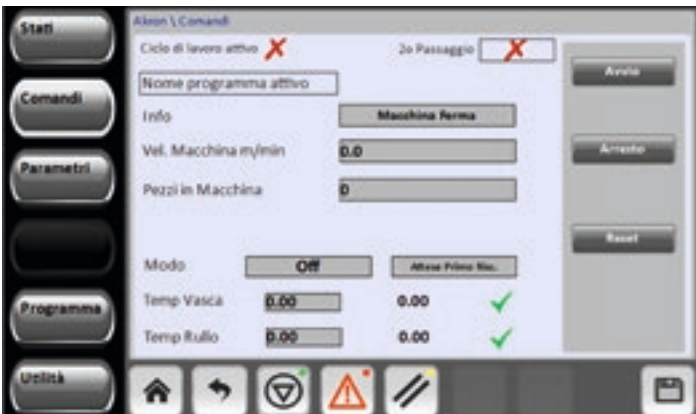 Stati
Comandi
Parametri
Programma
Utilità
Akron \ Comandi
Ciclo di lavoro attivo
2o Passaggio
Nome programma attivo
Info
Macchina Ferma
Vel. Macchina m/min
0.0
Pezzi in Macchina
0
Modo
Off
Attesa Primo Ris.
Temp Vasca
0.00
0.00
Temp Rullo
0.00
0.00
Avvio
Arresto
Reset